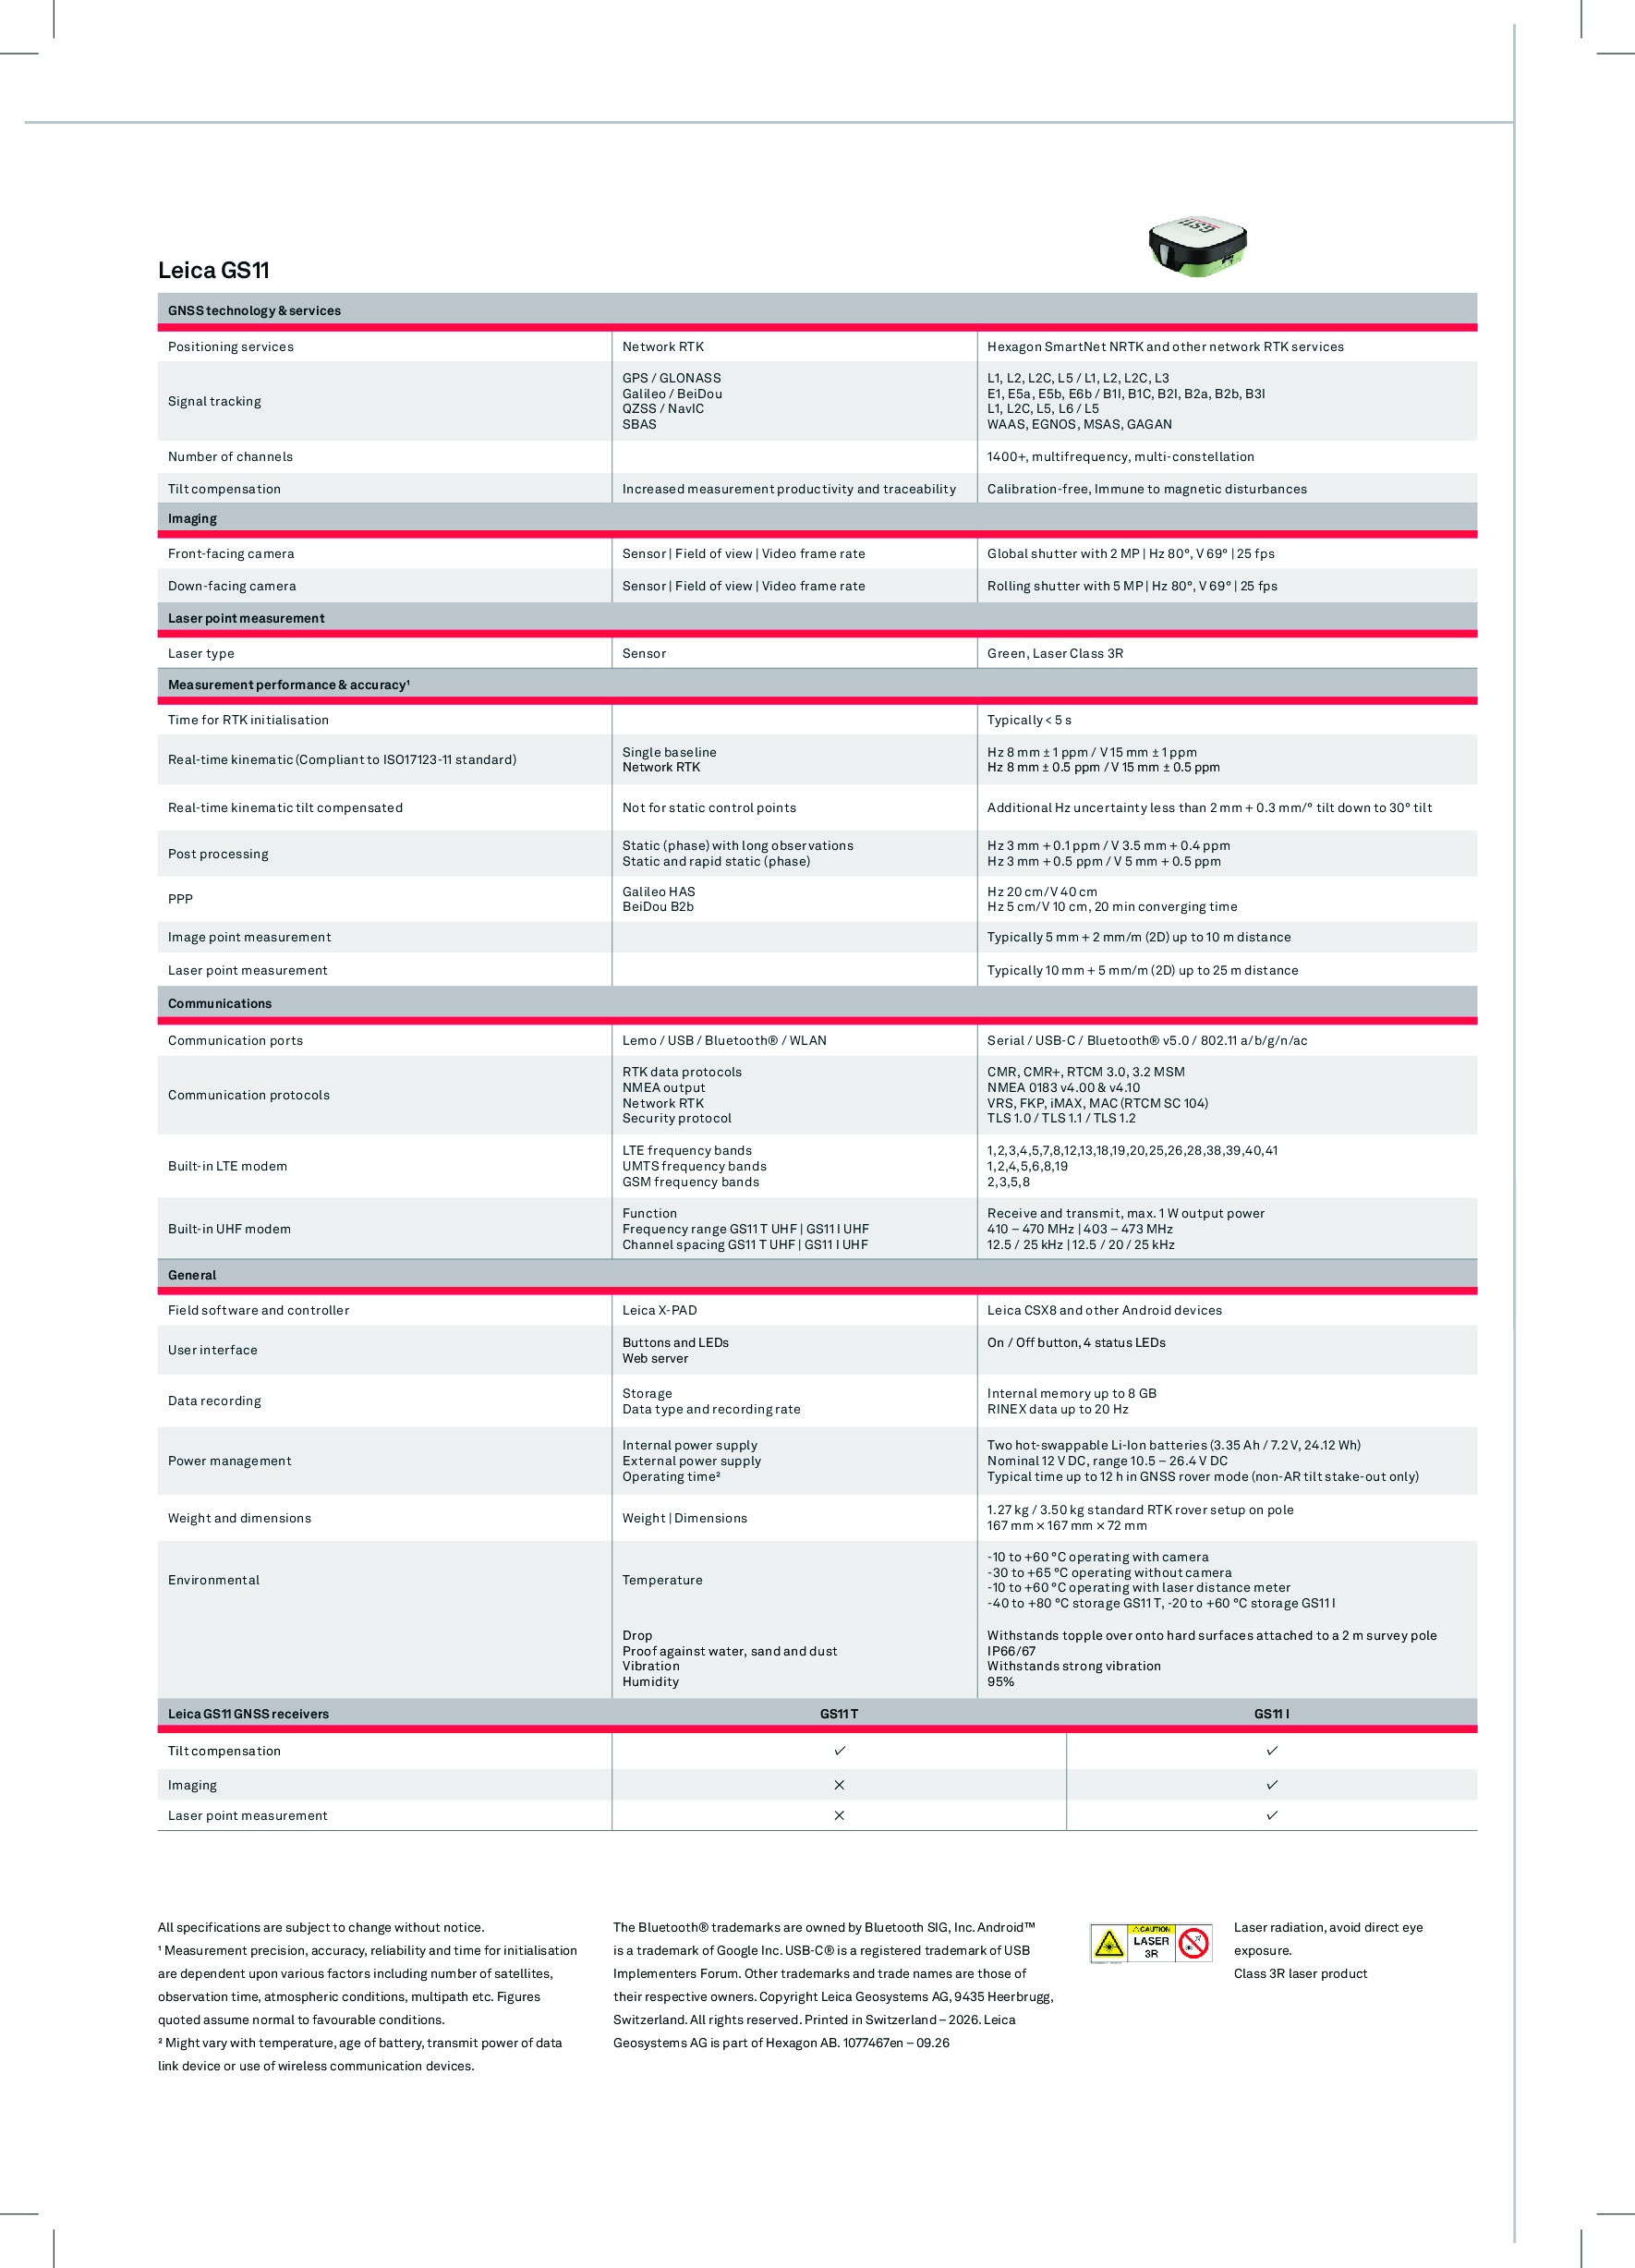 GS11
Leica GS11
GNSS technology & services
Positioning services
Network RTK
Hexagon SmartNet NRTK and other network RTK services
Signal tracking
GPS / GLONASS
Galileo / BeiDou
QZSS / NavIC
SBAS
L1, L2, L2C, L5 / L1, L2, L2C, L3
E1, E5a, E5b, E6b / B1I, B1C, B2I, B2a, B2b, B3I
L1, L2C, L5, L6 / L5
WAAS, EGNOS, MSAS, GAGAN
Number of channels
1400+, multifrequency, multi-constellation
Tilt compensation
Increased measurement productivity and traceability
Calibration-free, Immune to magnetic disturbances
Imaging
Front-facing camera
Sensor | Field of view | Video frame rate
Global shutter with 2 MP | Hz 80°, V 69° | 25 fps
Down-facing camera
Sensor | Field of view | Video frame rate
Rolling shutter with 5 MP | Hz 80°, V 69° | 25 fps
Laser point measurement
Laser type
Sensor
Green, Laser Class 3R
Measurement performance & accuracy¹
Time for RTK initialisation
Typically < 5 s
Real-time kinematic (Compliant to ISO17123-11 standard)
Single baseline
Network RTK
Hz 8 mm ± 1 ppm / V 15 mm ± 1 ppm
Hz 8 mm ± 0.5 ppm / V 15 mm ± 0.5 ppm
Real-time kinematic tilt compensated
Not for static control points
Additional Hz uncertainty less than 2 mm + 0.3 mm/° tilt down to 30° tilt
Post processing
Static (phase) with long observations
Static and rapid static (phase)
Hz 3 mm + 0.1 ppm / V 3.5 mm + 0.4 ppm
Hz 3 mm + 0.5 ppm / V 5 mm + 0.5 ppm
PPP
Galileo HAS
BeiDou B2b
Hz 20 cm/V 40 cm
Hz 5 cm/V 10 cm, 20 min converging time
Image point measurement
Typically 5 mm + 2 mm/m (2D) up to 10 m distance
Laser point measurement
Typically 10 mm + 5 mm/m (2D) up to 25 m distance
Communications
Communication ports
Lemo / USB / Bluetooth® / WLAN
Serial / USB-C / Bluetooth® v5.0 / 802.11 a/b/g/n/ac
Communication protocols
RTK data protocols
NMEA output
Network RTK
Security protocol
CMR, CMR+, RTCM 3.0, 3.2 MSM
NMEA 0183 v4.00 & v4.10
VRS, FKP, iMAX, MAC (RTCM SC 104)
TLS 1.0 / TLS 1.1 / TLS 1.2
Built-in LTE modem
LTE frequency bands
UMTS frequency bands
GSM frequency bands
1,2,3,4,5,7,8,12,13,18,19,20,25,26,28,38,39,40,41
1,2,4,5,6,8,19
2,3,5,8
Built-in UHF modem
Function
Frequency range GS11 T UHF | GS11 I UHF
Channel spacing GS11 T UHF | GS11 I UHF
Receive and transmit, max. 1 W output power
410 – 470 MHz | 403 – 473 MHz
12.5 / 25 kHz | 12.5 / 20 / 25 kHz
General
Field software and controller
Leica X-PAD
Leica CSX8 and other Android devices
User interface
Buttons and LEDs
Web server
On / Off button, 4 status LEDs
Data recording
Storage
Data type and recording rate
Internal memory up to 8 GB
RINEX data up to 20 Hz
Power management
Internal power supply
External power supply
Operating time²
Two hot-swappable Li-Ion batteries (3.35 Ah / 7.2 V, 24.12 Wh)
Nominal 12 V DC, range 10.5 – 26.4 V DC
Typical time up to 12 h in GNSS rover mode (non-AR tilt stake-out only)
Weight and dimensions
Weight | Dimensions
1.27 kg / 3.50 kg standard RTK rover setup on pole
167 mm × 167 mm × 72 mm
Environmental
Temperature
-10 to +60 °C operating with camera
-30 to +65 °C operating without camera
-10 to +60 °C operating with laser distance meter
-40 to +80 °C storage GS11 T, -20 to +60 °C storage GS11 I
Drop
Proof against water, sand and dust
Vibration
Humidity
Withstands topple over onto hard surfaces attached to a 2 m survey pole
IP66/67
Withstands strong vibration
95%
Leica GS11 GNSS receivers
GS11 T
GS11 I
Tilt compensation
✓
✓
Imaging
×
✓
Laser point measurement
×
✓
All specifications are subject to change without notice.
¹ Measurement precision, accuracy, reliability and time for initialisation
are dependent upon various factors including number of satellites,
observation time, atmospheric conditions, multipath etc. Figures
quoted assume normal to favourable conditions.
² Might vary with temperature, age of battery, transmit power of data
link device or use of wireless communication devices.
The Bluetooth® trademarks are owned by Bluetooth SIG, Inc. Android™
is a trademark of Google Inc. USB-C® is a registered trademark of USB
Implementers Forum. Other trademarks and trade names are those of
their respective owners. Copyright Leica Geosystems AG, 9435 Heerbrugg,
Switzerland. All rights reserved. Printed in Switzerland – 2026. Leica
Geosystems AG is part of Hexagon AB. 1077467en – 09.26
CAUTION
LASER
3R
Laser radiation, avoid direct eye
exposure.
Class 3R laser product